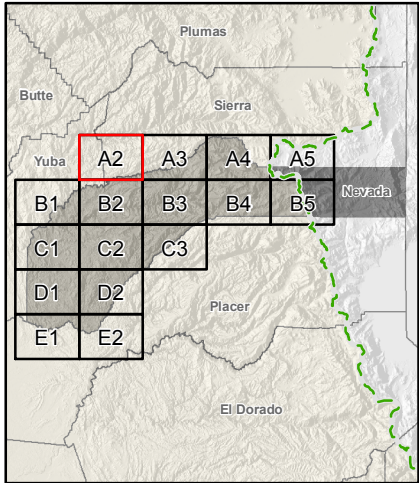 Plumas
Butte
Sierra
Yuba
A2 A3 A4 A5
Nevada
B1 B2 B3 B4 B5
C1 C2 C3
D1 D2
Placer
E1 E2
El Dorado